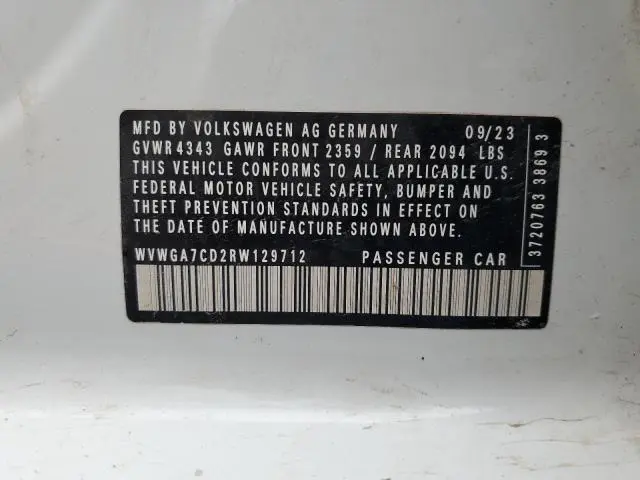 MFD BY VOLKSWAGEN AG GERMANY 09/23
GVWR 4343 GAWR FRONT 2359 / REAR 2094 LBS
THIS VEHICLE CONFORMS TO ALL APPLICABLE U.S.
FEDERAL MOTOR VEHICLE SAFETY, BUMPER AND
THEFT PREVENTION STANDARDS IN EFFECT ON
THE DATE OF MANUFACTURE SHOWN ABOVE.
WVWGA7CD2RW129712 PASSENGER CAR
3720763 3869 3